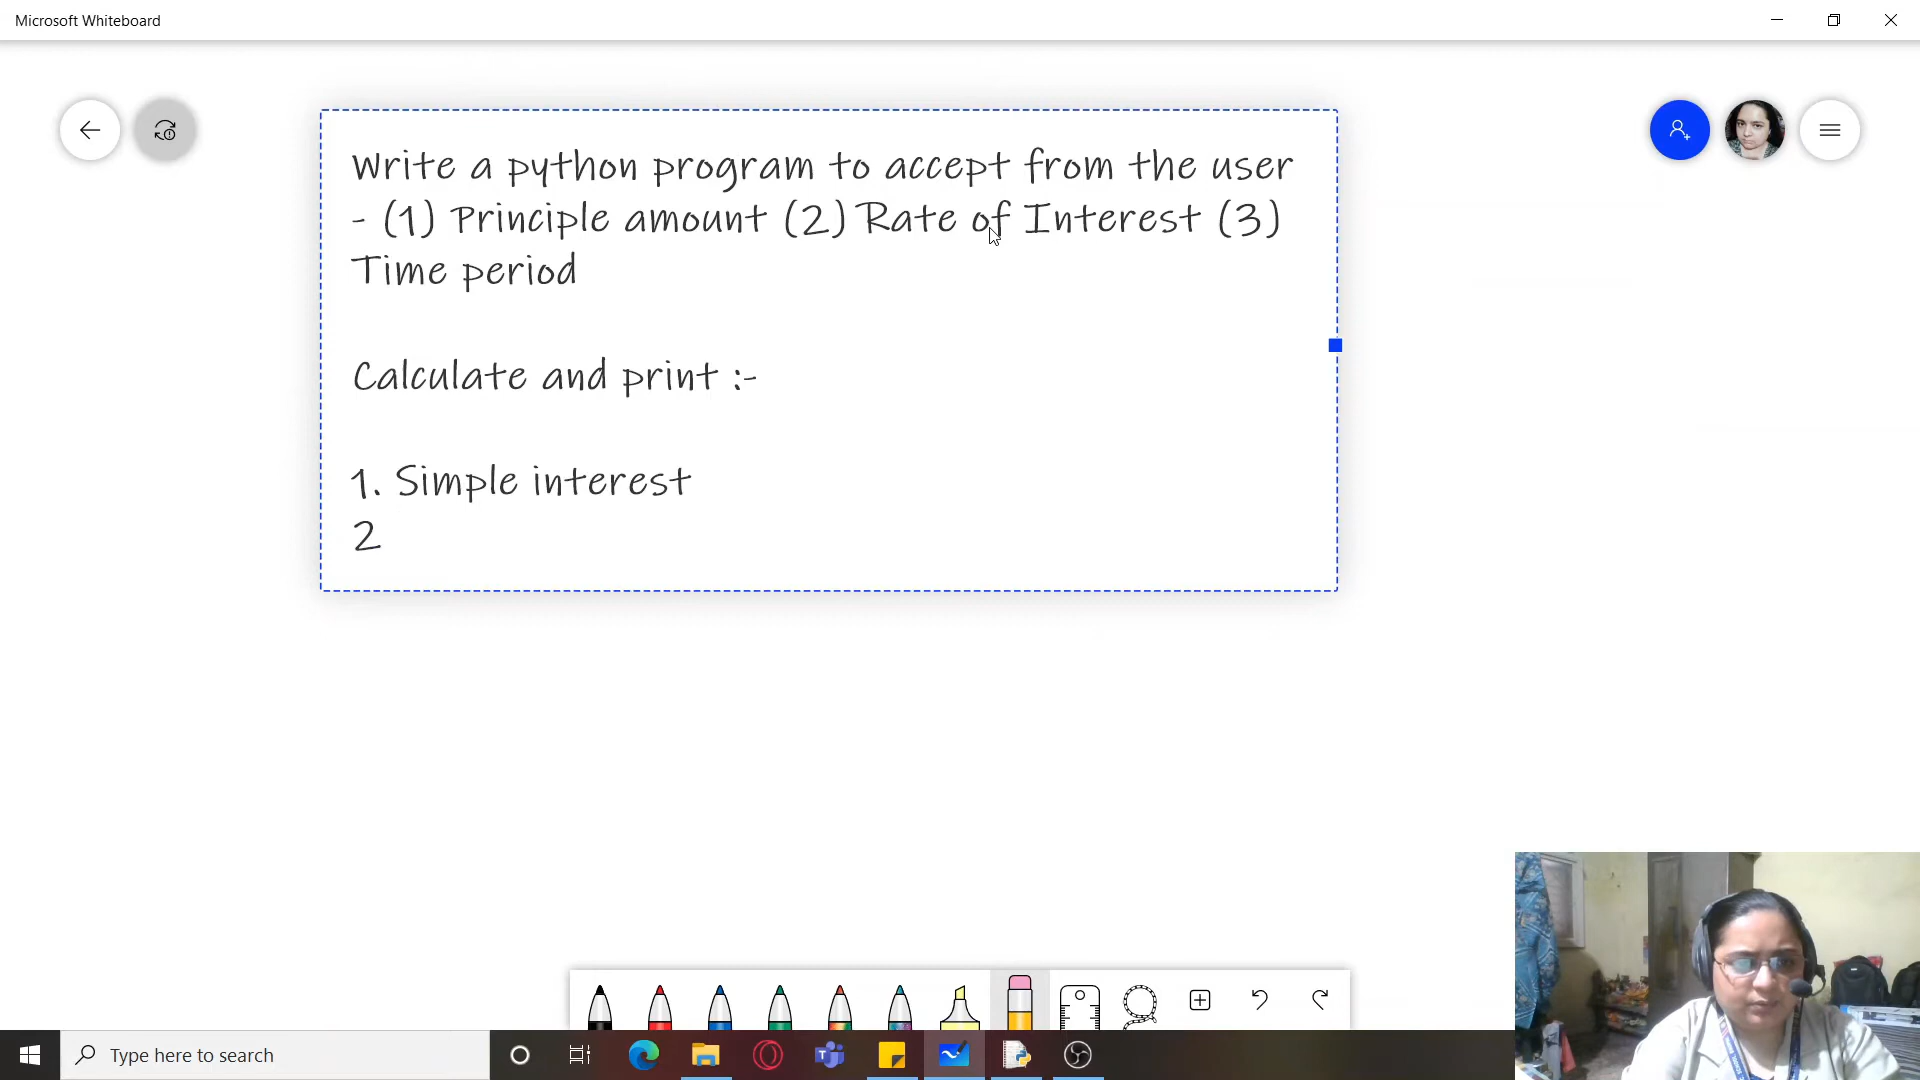 Microsoft Whiteboard
Write a python program to accept from the user
- (1) Principle amount (2) Rate of Interest (3)
Time period
Calculate and print :-
1. Simple interest
2
Type here to search